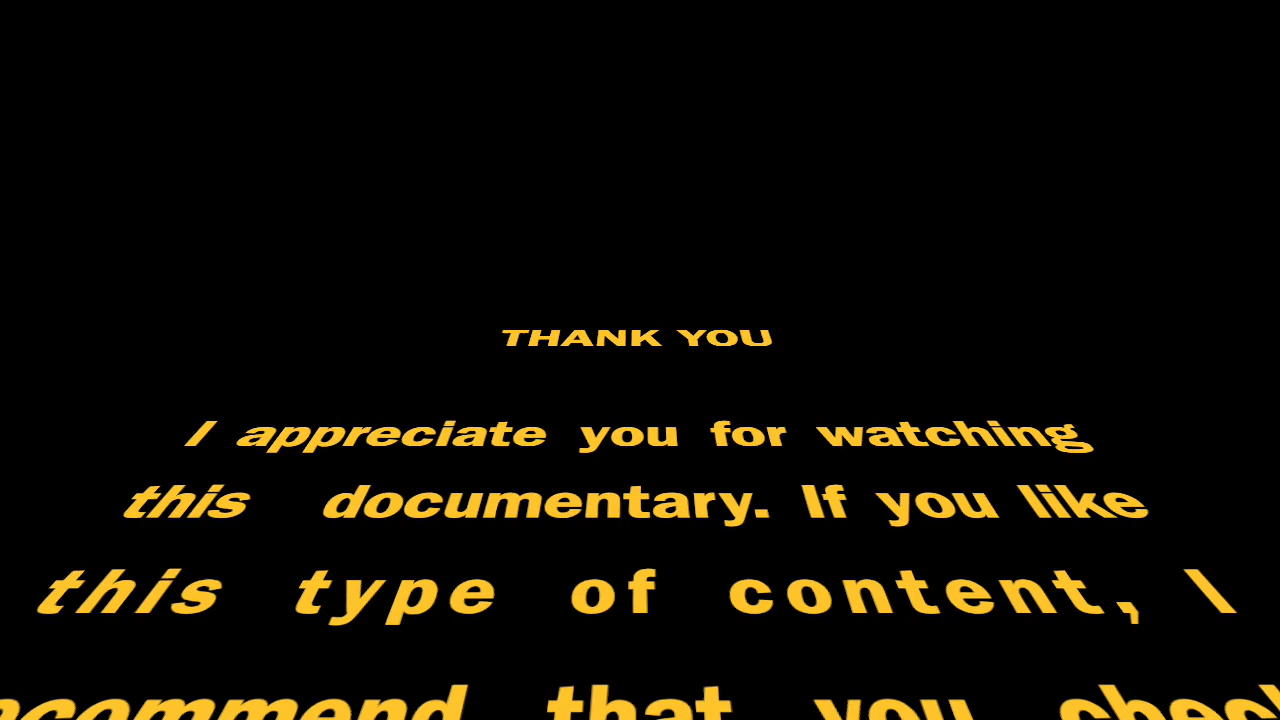 THANK YOU
I appreciate you for watching
this documentary. If you like
this type of content, I
that you